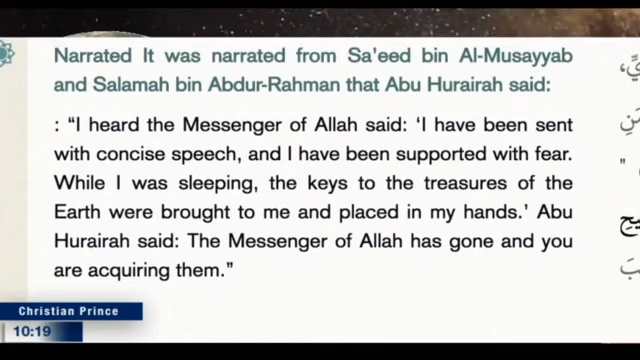 Narrated It was narrated from Sa'eed bin Al-Musayyab
and Salamah bin Abdur-Rahman that Abu Hurairah said:
: "I heard the Messenger of Allah said: 'I have been sent
with concise speech, and I have been supported with fear.
While I was sleeping, the keys to the treasures of the
Earth were brought to me and placed in my hands.' Abu
Hurairah said: The Messenger of Allah has gone and you
are acquiring them."
Christian Prince
10:19